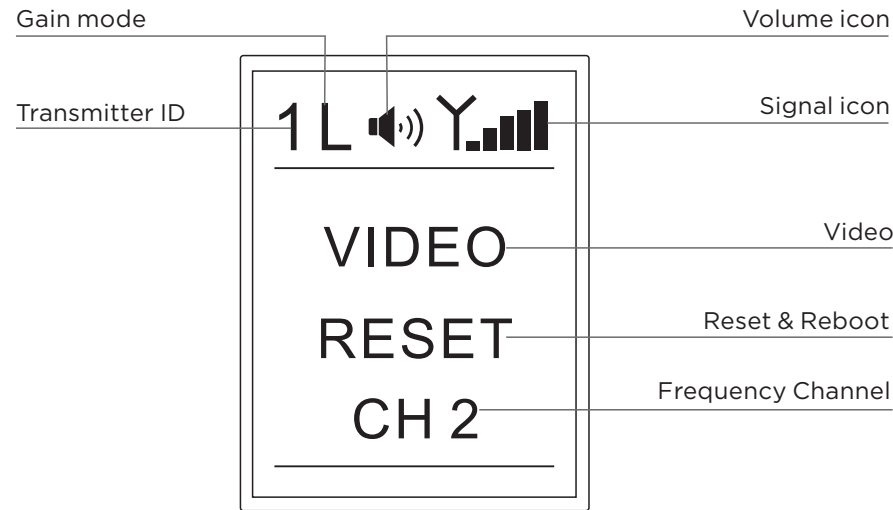 Gain mode
Volume icon
Transmitter ID
Signal icon
1 L
VIDEO
Video
RESET
Reset & Reboot
CH 2
Frequency Channel